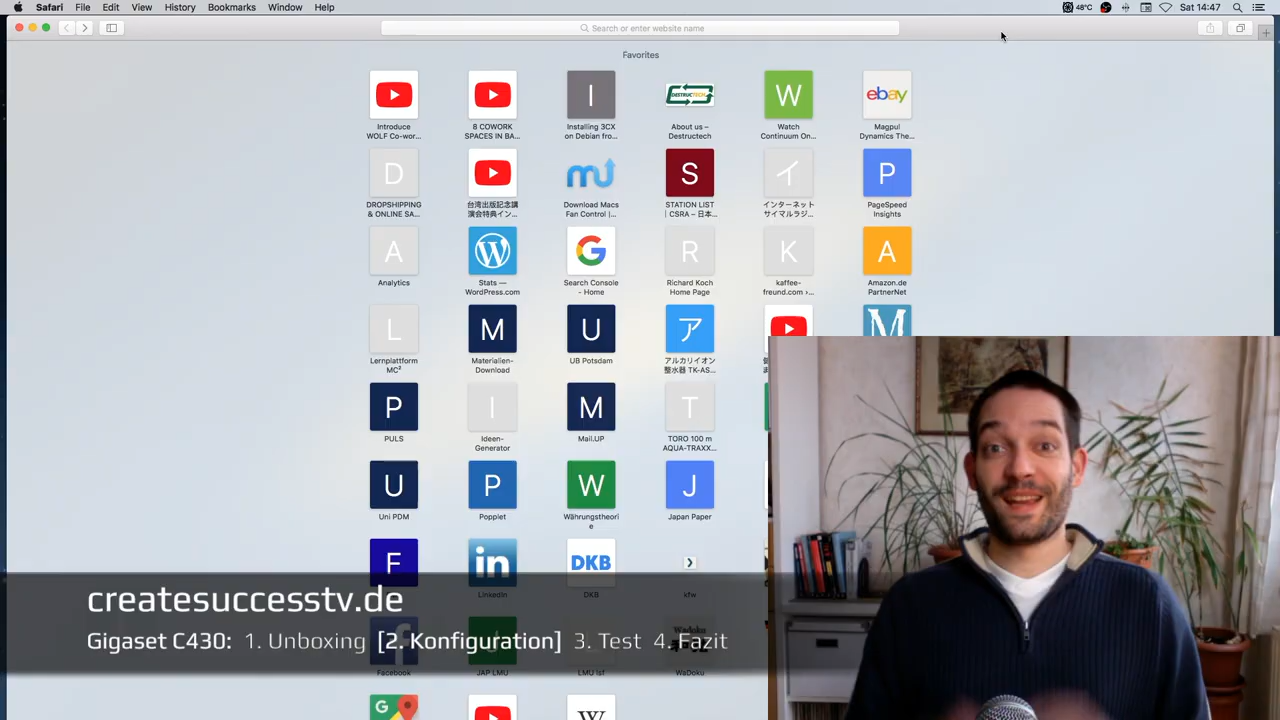 Safari File Edit View History Bookmarks Window Help
48°C Sat 14:47
Search or enter website name
Favorites
I
DESTRUCTECH
W
ebay
Introduce
WOLF Co-wor...
8 COWORK
SPACES IN BA...
Installing 3CX
on Debian fro...
About us –
Destructech
Watch
Continuum On...
Magpul
Dynamics The...
D
S
イ
P
DROPSHIPPING
& ONLINE SA...
台湾出版記念講
演会特典イン...
Download Macs
Fan Control |...
STATION LIST
| CSRA – 日本...
インターネット
サイマルラジ...
PageSpeed
Insights
A
G
R
K
A
Analytics
Stats —
WordPress.com
Search Console
- Home
Richard Koch
Home Page
kaffee-
freund.com ›...
Amazon.de
PartnerNet
L
M
U
ア
M
Lernplattform
MC²
Materialien-
Download
UB Potsdam
アルカリイオン
整水器 TK-AS...
P
I
M
T
PULS
Ideen-
Generator
Mail.UP
TORO 100 m
AQUA-TRAXX...
U
P
W
J
Uni PDM
Popplet
Währungstheori
e
Japan Paper
F
in
DKB
LinkedIn
DKB
kfw
createsuccesstv.de
Gigaset C430: 1. Unboxing [2. Konfiguration] 3. Test 4. Fazit
Facebook
JAP LMU
LMU lsf
WaDoku
G
W